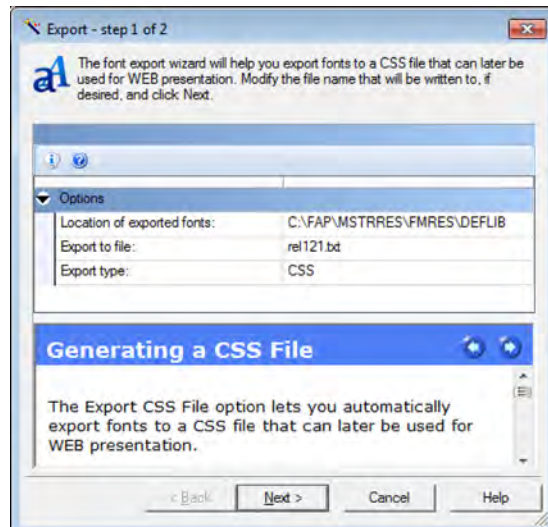 Export - step 1 of 2
The font export wizard will help you export fonts to a CSS file that can later be
used for WEB presentation. Modify the file name that will be written to, if
desired, and click Next.
Options
Location of exported fonts: C:\FAP\MSTRRES\FMRES\DEFLIB
Export to file: rel121.txt
Export type: CSS
Generating a CSS File
The Export CSS File option lets you automatically
export fonts to a CSS file that can later be used for
WEB presentation.
< Back Next > Cancel Help